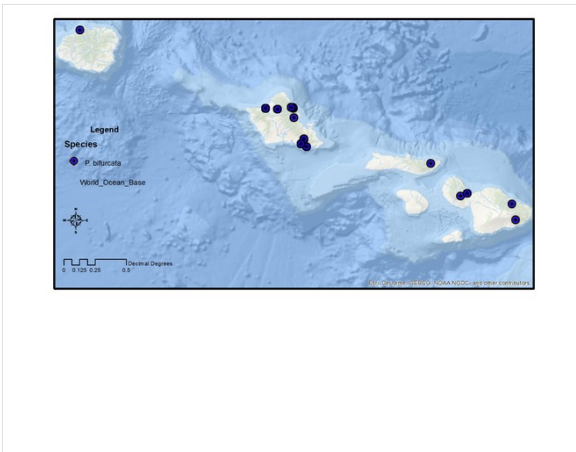 Legend
Species
P. bifurcata
World_Ocean_Base
N
W E
S
Decimal Degrees
0 0.125 0.25 0.5
Esri, DeLorme, GEBCO, NOAA NGDC, and other contributors